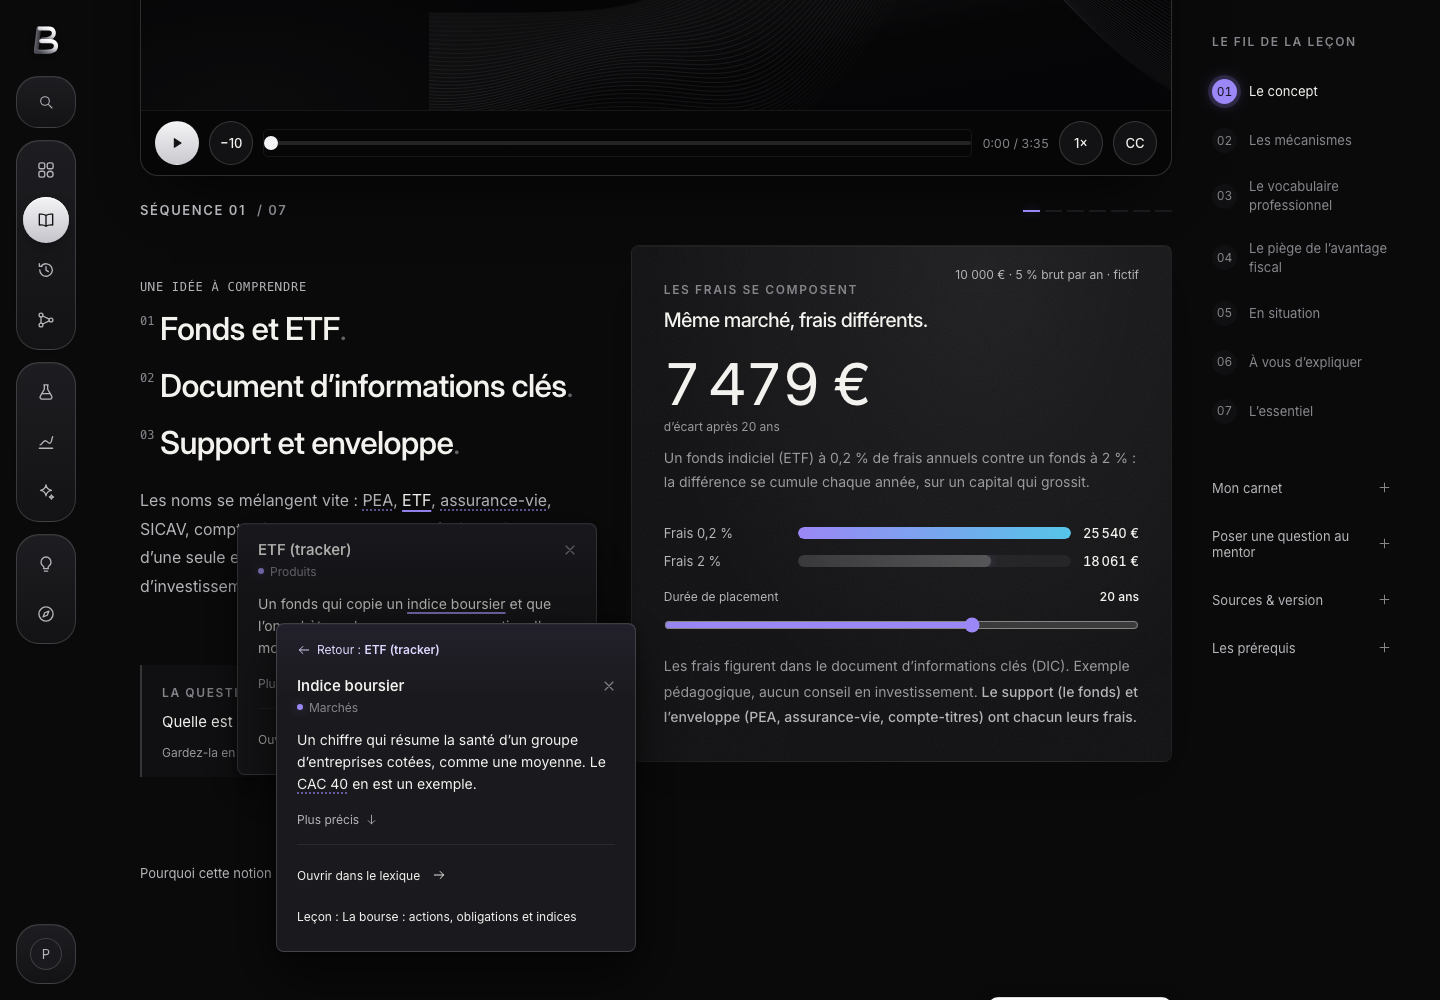 B
−10
0:00 / 3:35
1×
CC
SÉQUENCE 01 / 07
UNE IDÉE À COMPRENDRE
01 Fonds et ETF.
02 Document d’informations clés.
03 Support et enveloppe.
Les noms se mélangent vite : PEA, ETF, assurance-vie,
SICAV, compt
d’une seule e
d’investissem
LA QUESTI
Quelle est
Gardez-la en
Pourquoi cette notion
ETF (tracker)
Produits
Un fonds qui copie un indice boursier et que
Plu
Ouv
← Retour : ETF (tracker)
Indice boursier
Marchés
Un chiffre qui résume la santé d’un groupe
d’entreprises cotées, comme une moyenne. Le
CAC 40 en est un exemple.
Plus précis ↓
Ouvrir dans le lexique →
Leçon : La bourse : actions, obligations et indices
10 000 € · 5 % brut par an · fictif
LES FRAIS SE COMPOSENT
Même marché, frais différents.
7 479 €
d’écart après 20 ans
Un fonds indiciel (ETF) à 0,2 % de frais annuels contre un fonds à 2 % :
la différence se cumule chaque année, sur un capital qui grossit.
Frais 0,2 % 25 540 €
Frais 2 % 18 061 €
Durée de placement 20 ans
Les frais figurent dans le document d’informations clés (DIC). Exemple
pédagogique, aucun conseil en investissement. Le support (le fonds) et
l’enveloppe (PEA, assurance-vie, compte-titres) ont chacun leurs frais.
LE FIL DE LA LEÇON
01 Le concept
02 Les mécanismes
03 Le vocabulaire
professionnel
04 Le piège de l’avantage
fiscal
05 En situation
06 À vous d’expliquer
07 L’essentiel
Mon carnet +
Poser une question au
mentor +
Sources & version +
Les prérequis +
P